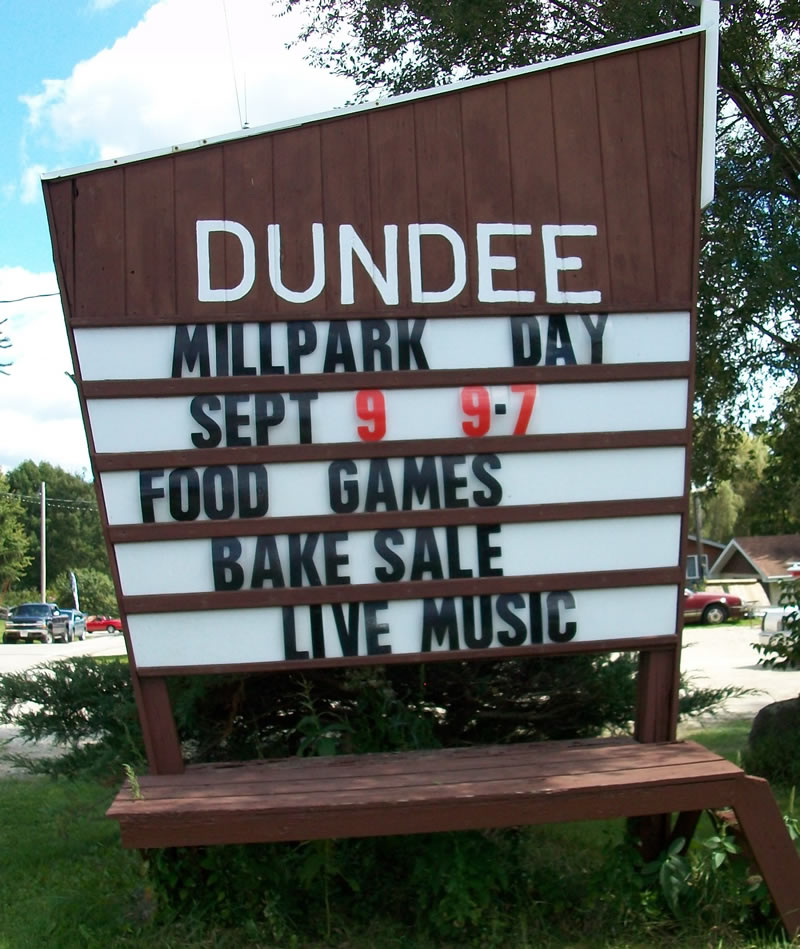 DUNDEE
MILLPARK DAY
SEPT 9 9-7
FOOD GAMES
BAKE SALE
LIVE MUSIC